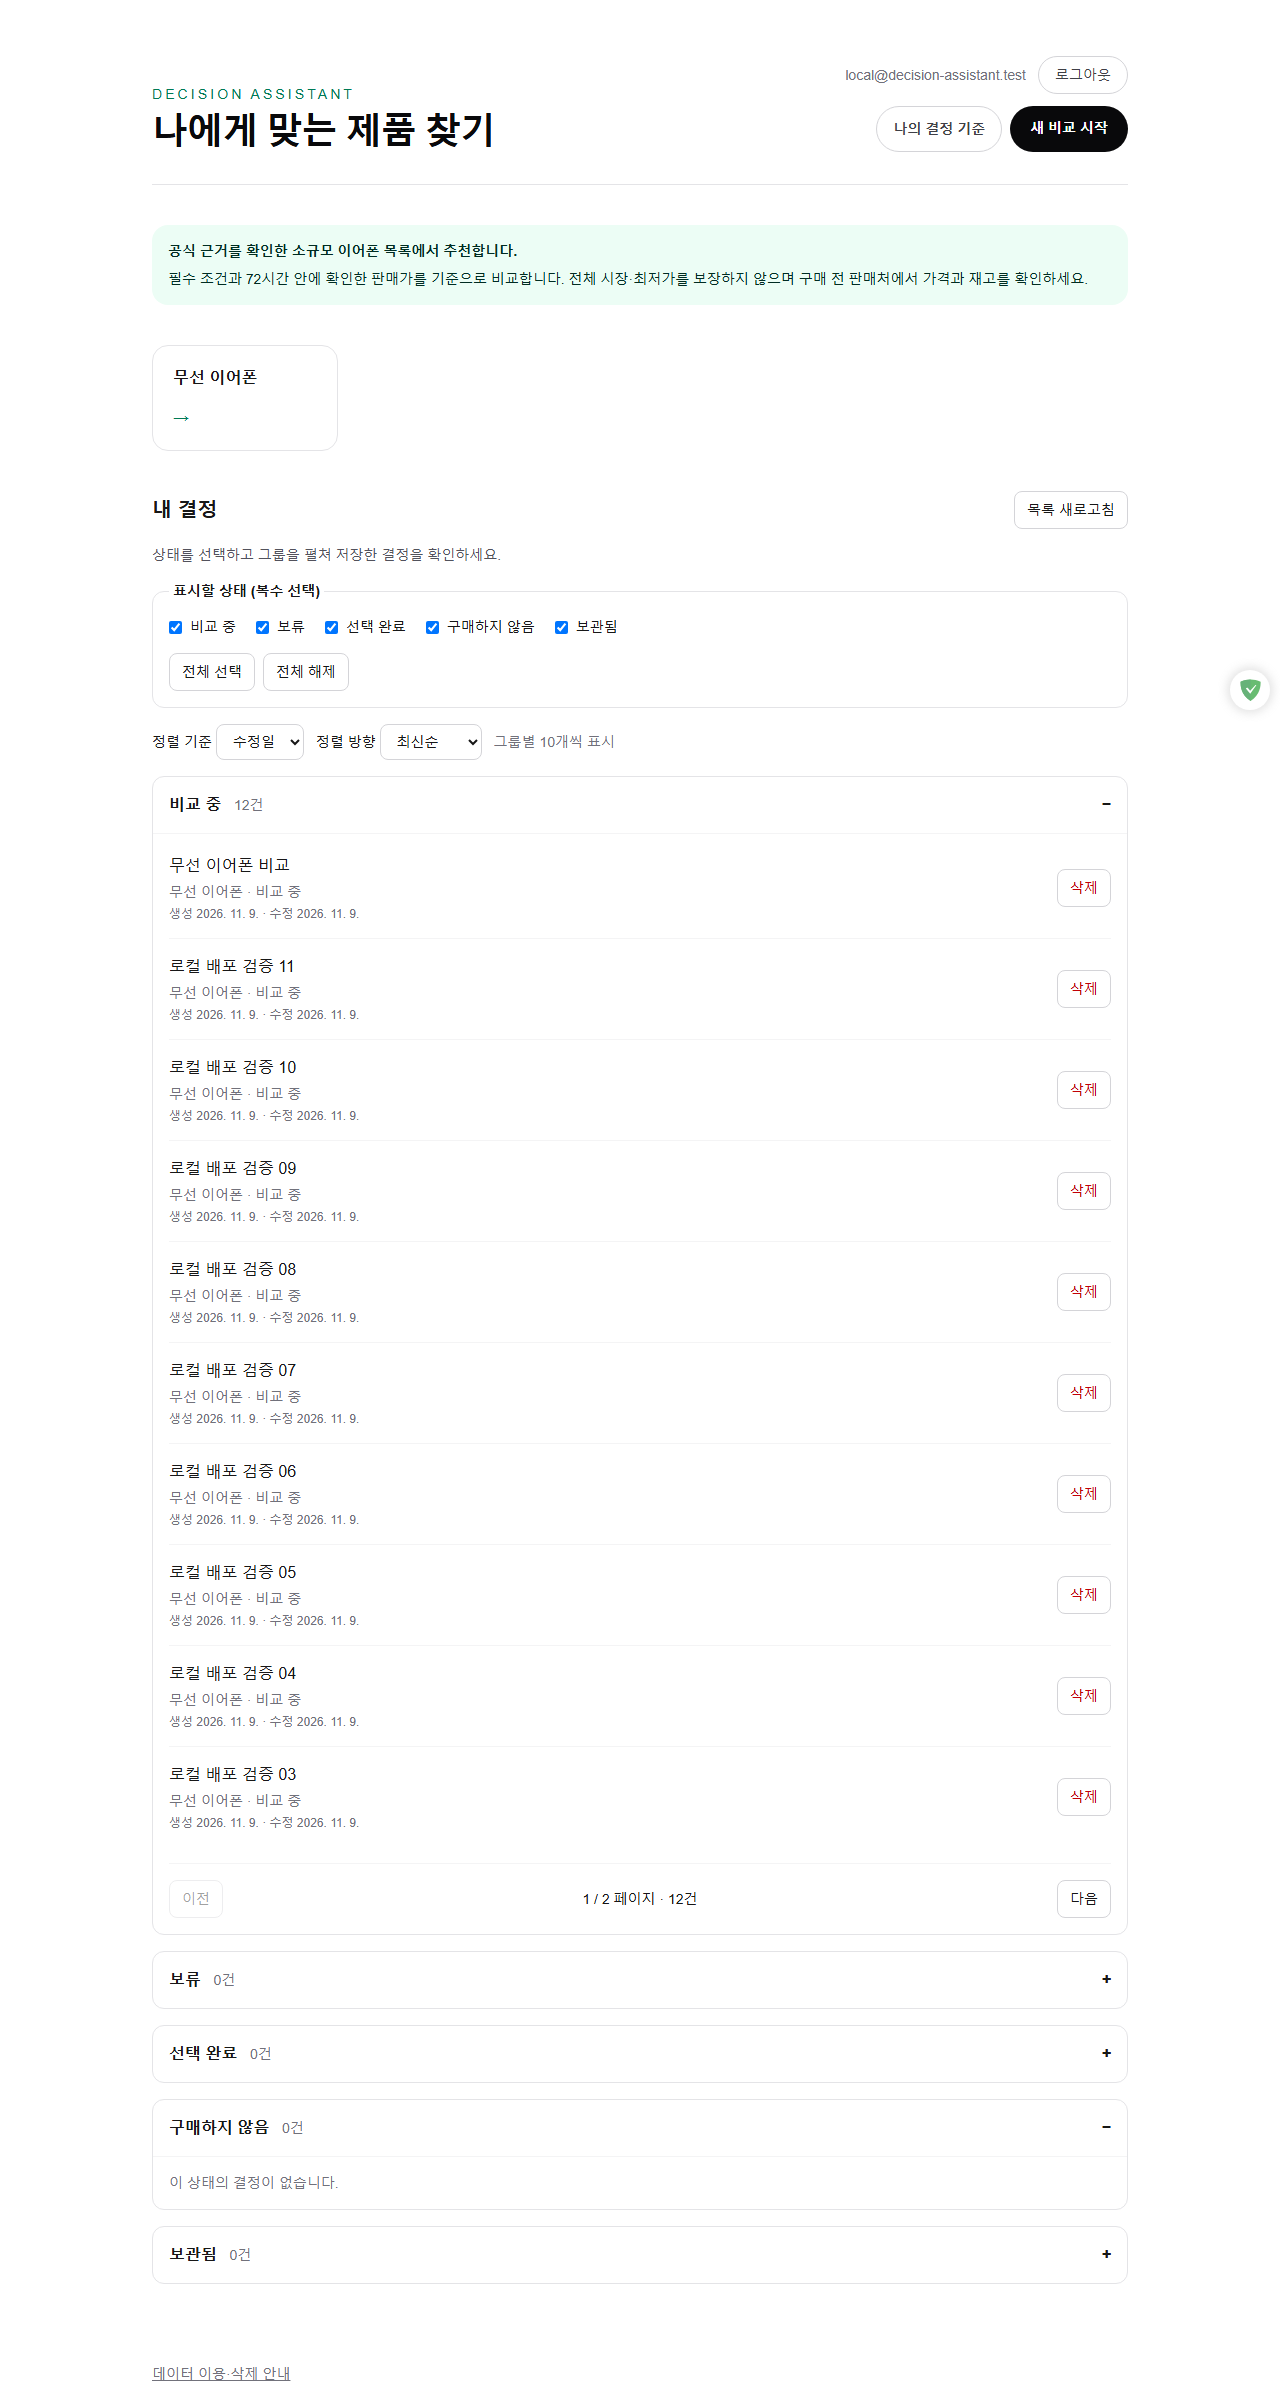 local@decision-assistant.test 로그아웃
DECISION ASSISTANT
나에게 맞는 제품 찾기
나의 결정 기준 새 비교 시작
공식 근거를 확인한 소규모 이어폰 목록에서 추천합니다.
필수 조건과 72시간 안에 확인한 판매가를 기준으로 비교합니다. 전체 시장·최저가를 보장하지 않으며 구매 전 판매처에서 가격과 재고를 확인하세요.
무선 이어폰
→
내 결정 목록 새로고침
상태를 선택하고 그룹을 펼쳐 저장한 결정을 확인하세요.
표시할 상태 (복수 선택)
비교 중 보류 선택 완료 구매하지 않음 보관됨
전체 선택 전체 해제
정렬 기준 수정일 정렬 방향 최신순 그룹별 10개씩 표시
비교 중 12건 −
무선 이어폰 비교
무선 이어폰 · 비교 중
생성 2026. 11. 9. · 수정 2026. 11. 9.
삭제
로컬 배포 검증 11
무선 이어폰 · 비교 중
생성 2026. 11. 9. · 수정 2026. 11. 9.
삭제
로컬 배포 검증 10
무선 이어폰 · 비교 중
생성 2026. 11. 9. · 수정 2026. 11. 9.
삭제
로컬 배포 검증 09
무선 이어폰 · 비교 중
생성 2026. 11. 9. · 수정 2026. 11. 9.
삭제
로컬 배포 검증 08
무선 이어폰 · 비교 중
생성 2026. 11. 9. · 수정 2026. 11. 9.
삭제
로컬 배포 검증 07
무선 이어폰 · 비교 중
생성 2026. 11. 9. · 수정 2026. 11. 9.
삭제
로컬 배포 검증 06
무선 이어폰 · 비교 중
생성 2026. 11. 9. · 수정 2026. 11. 9.
삭제
로컬 배포 검증 05
무선 이어폰 · 비교 중
생성 2026. 11. 9. · 수정 2026. 11. 9.
삭제
로컬 배포 검증 04
무선 이어폰 · 비교 중
생성 2026. 11. 9. · 수정 2026. 11. 9.
삭제
로컬 배포 검증 03
무선 이어폰 · 비교 중
생성 2026. 11. 9. · 수정 2026. 11. 9.
삭제
이전 1 / 2 페이지 · 12건 다음
보류 0건 +
선택 완료 0건 +
구매하지 않음 0건 −
이 상태의 결정이 없습니다.
보관됨 0건 +
데이터 이용·삭제 안내